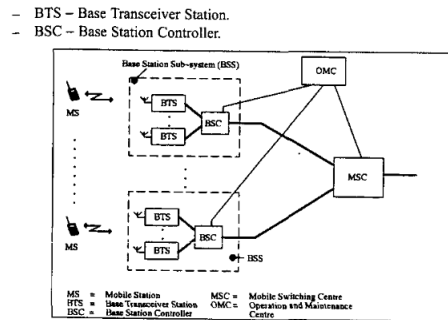 – BTS – Base Transceiver Station.
– BSC – Base Station Controller.
Base Station Sub-system (BSS)
OMC
BTS
BSC
MS
BTS
MSC
BTS
BSC
MS
BTS
BSS
MS = Mobile Station
MSC = Mobile Switching Centre
BTS = Base Transceiver Station
OMC= Operation and Maintenance
Centre
BSC = Base Station Controller